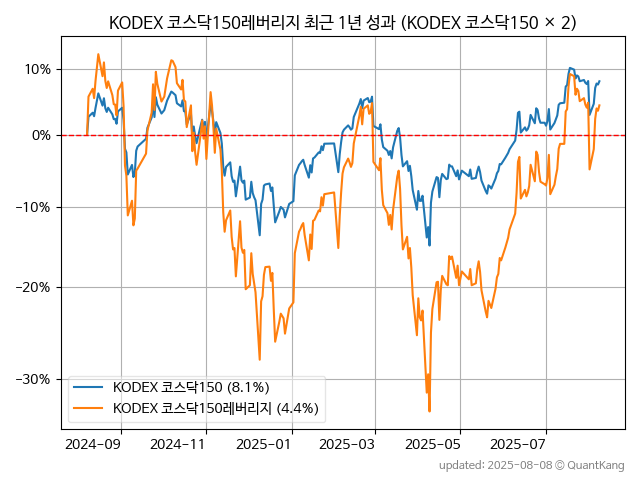 KODEX 코스닥150레버리지 최근 1년 성과 (KODEX 코스닥150 × 2)
10%
0%
−10%
−20%
−30%
KODEX 코스닥150 (8.1%)
KODEX 코스닥150레버리지 (4.4%)
2024-09
2024-11
2025-01
2025-03
2025-05
2025-07
updated: 2025-08-08 © QuantKang